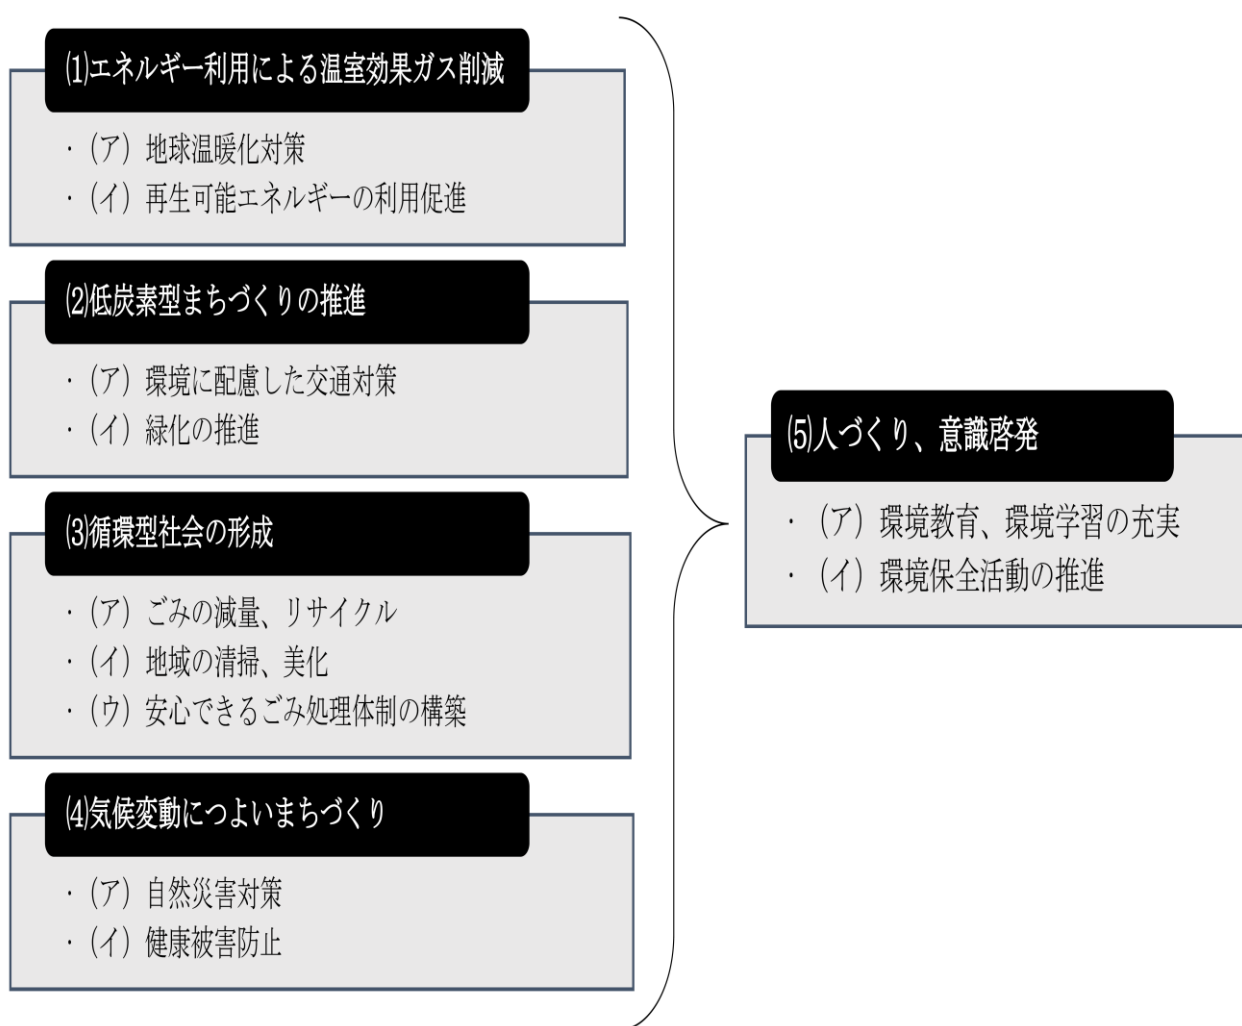 ⑴エネルギー利用による温室効果ガス削減
・（ア）地球温暖化対策
・（イ）再生可能エネルギーの利用促進
⑵低炭素型まちづくりの推進
・（ア）環境に配慮した交通対策
・（イ）緑化の推進
⑶循環型社会の形成
・（ア）ごみの減量、リサイクル
・（イ）地域の清掃、美化
・（ウ）安心できるごみ処理体制の構築
⑷気候変動につよいまちづくり
・（ア）自然災害対策
・（イ）健康被害防止
⑸人づくり、意識啓発
・（ア）環境教育、環境学習の充実
・（イ）環境保全活動の推進